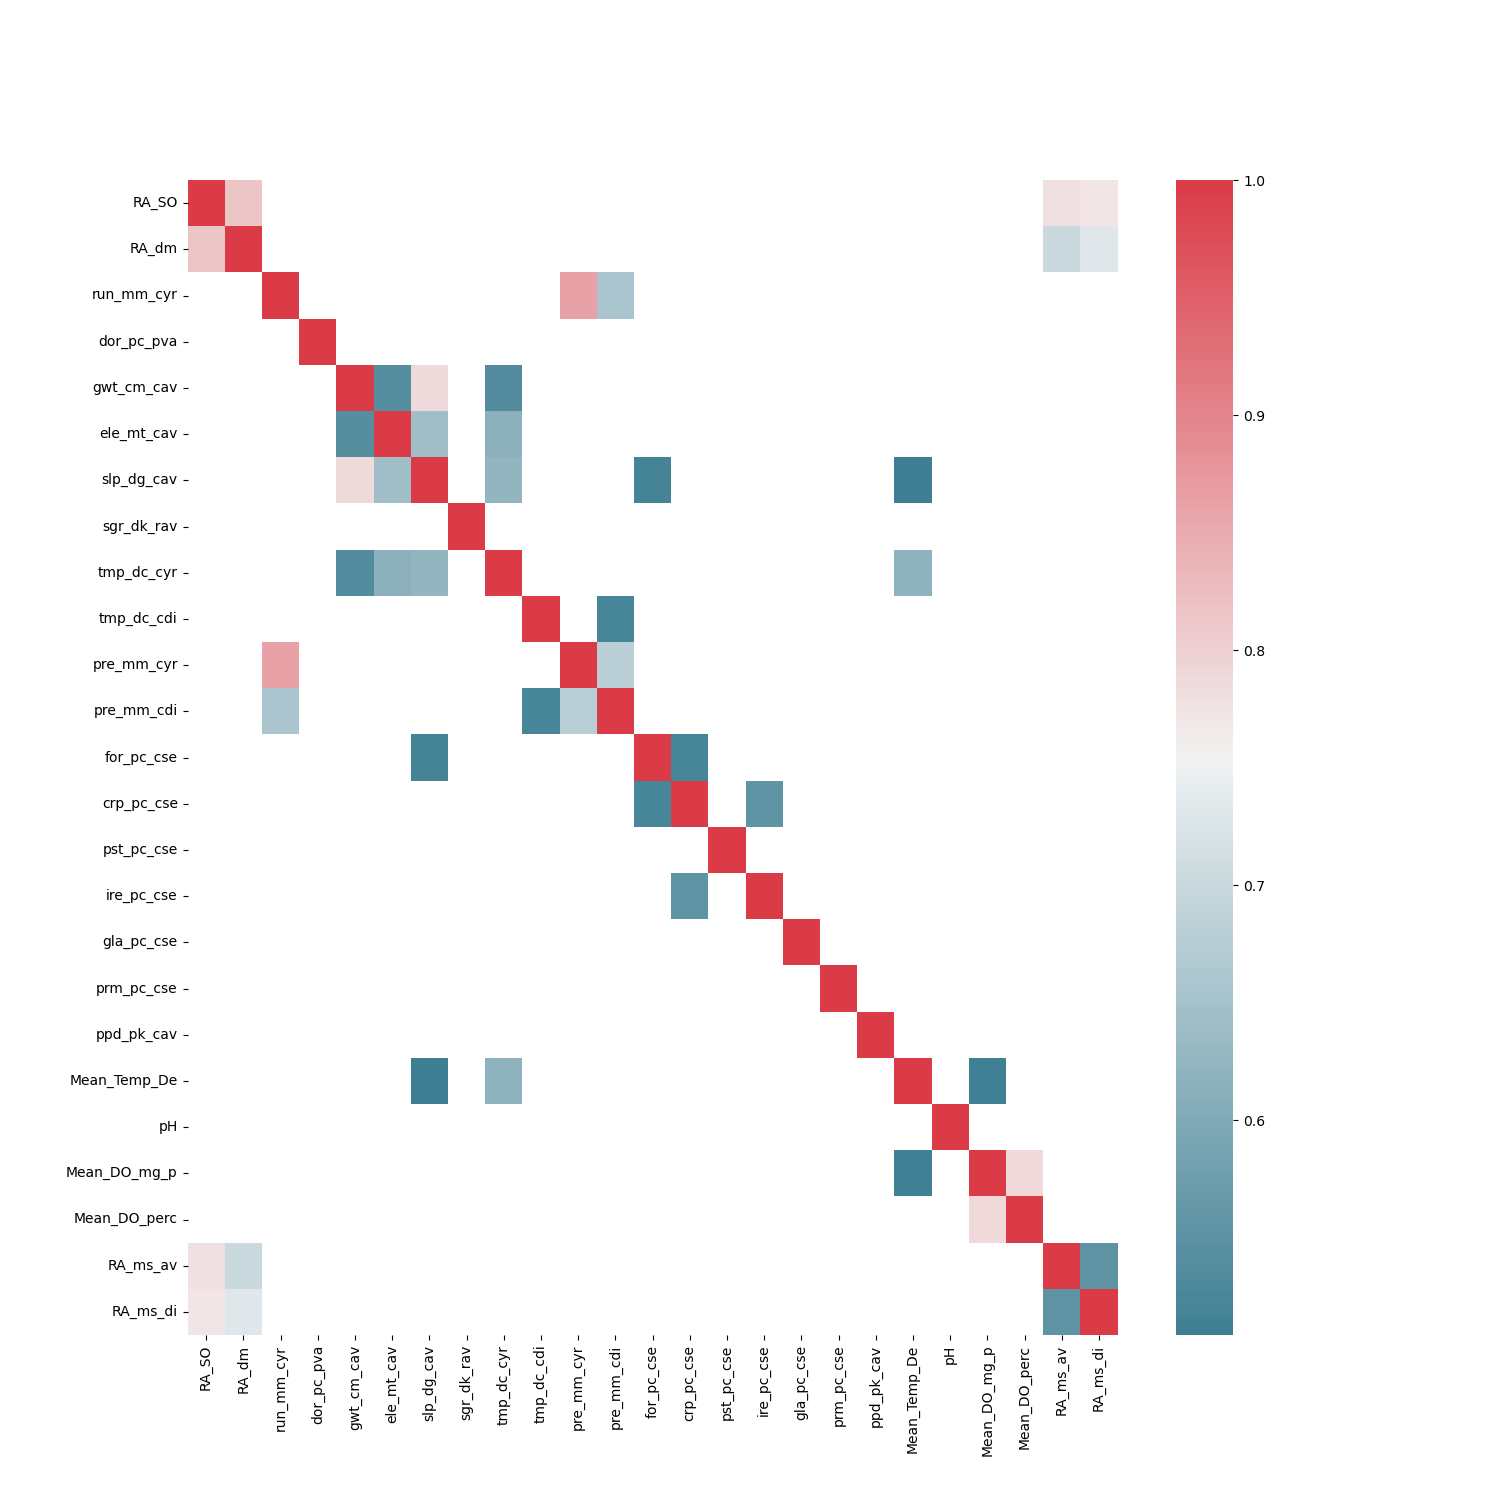 RA_SO
RA_dm
run_mm_cyr
dor_pc_pva
gwt_cm_cav
ele_mt_cav
slp_dg_cav
sgr_dk_rav
tmp_dc_cyr
tmp_dc_cdi
pre_mm_cyr
pre_mm_cdi
for_pc_cse
crp_pc_cse
pst_pc_cse
ire_pc_cse
gla_pc_cse
prm_pc_cse
ppd_pk_cav
Mean_Temp_De
pH
Mean_DO_mg_p
Mean_DO_perc
RA_ms_av
RA_ms_di
RA_SO
RA_dm
run_mm_cyr
dor_pc_pva
gwt_cm_cav
ele_mt_cav
slp_dg_cav
sgr_dk_rav
tmp_dc_cyr
tmp_dc_cdi
pre_mm_cyr
pre_mm_cdi
for_pc_cse
crp_pc_cse
pst_pc_cse
ire_pc_cse
gla_pc_cse
prm_pc_cse
ppd_pk_cav
Mean_Temp_De
pH
Mean_DO_mg_p
Mean_DO_perc
RA_ms_av
RA_ms_di
1.0
0.9
0.8
0.7
0.6